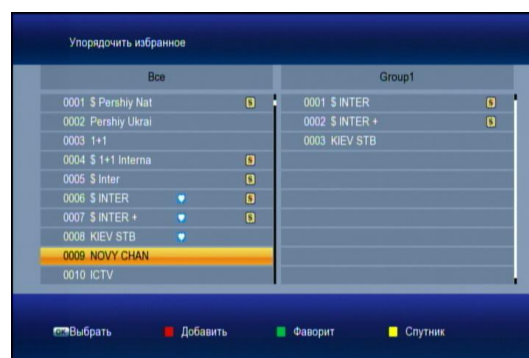 Упорядочить избранное
Все
0001 $ Pershiy Nat $
0002 Pershiy Ukrai
0003 1+1
0004 $ 1+1 Interna $
0005 $ Inter $
0006 $ INTER $
0007 $ INTER + $
0008 KIEV STB
0009 NOVY CHAN
0010 ICTV
Group1
0001 $ INTER $
0002 $ INTER + $
0003 KIEV STB
OK Выбрать Добавить Фаворит Спутник